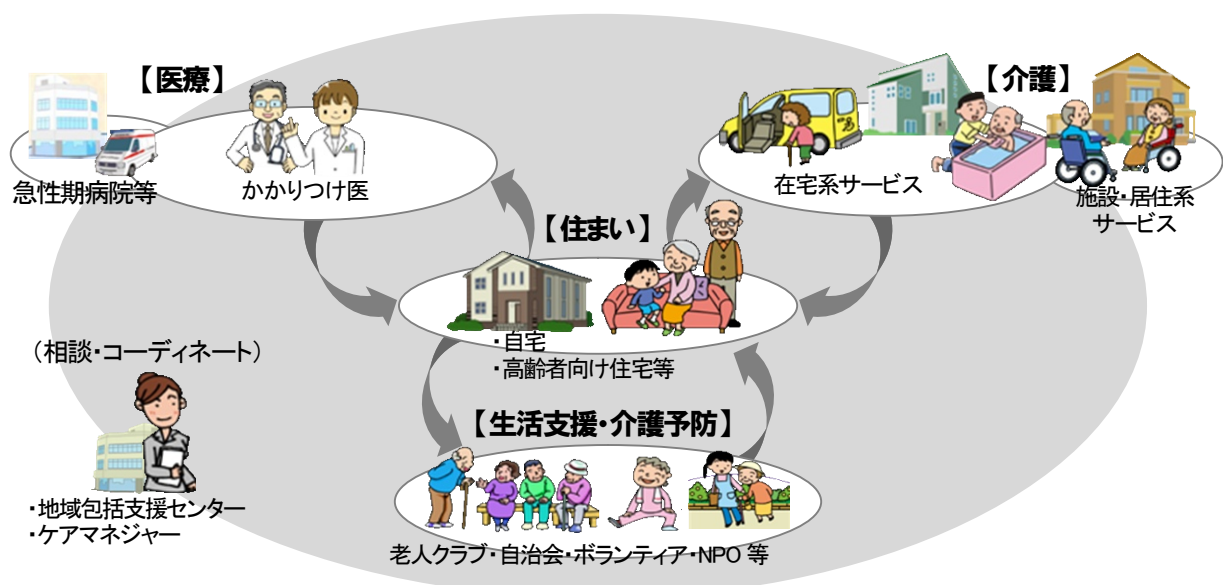 【医療】
急性期病院等
かかりつけ医
【介護】
在宅系サービス
施設・居住系
サービス
【住まい】
・自宅
・高齢者向け住宅等
（相談・コーディネート）
・地域包括支援センター
・ケアマネジャー
【生活支援・介護予防】
老人クラブ・自治会・ボランティア・NPO 等